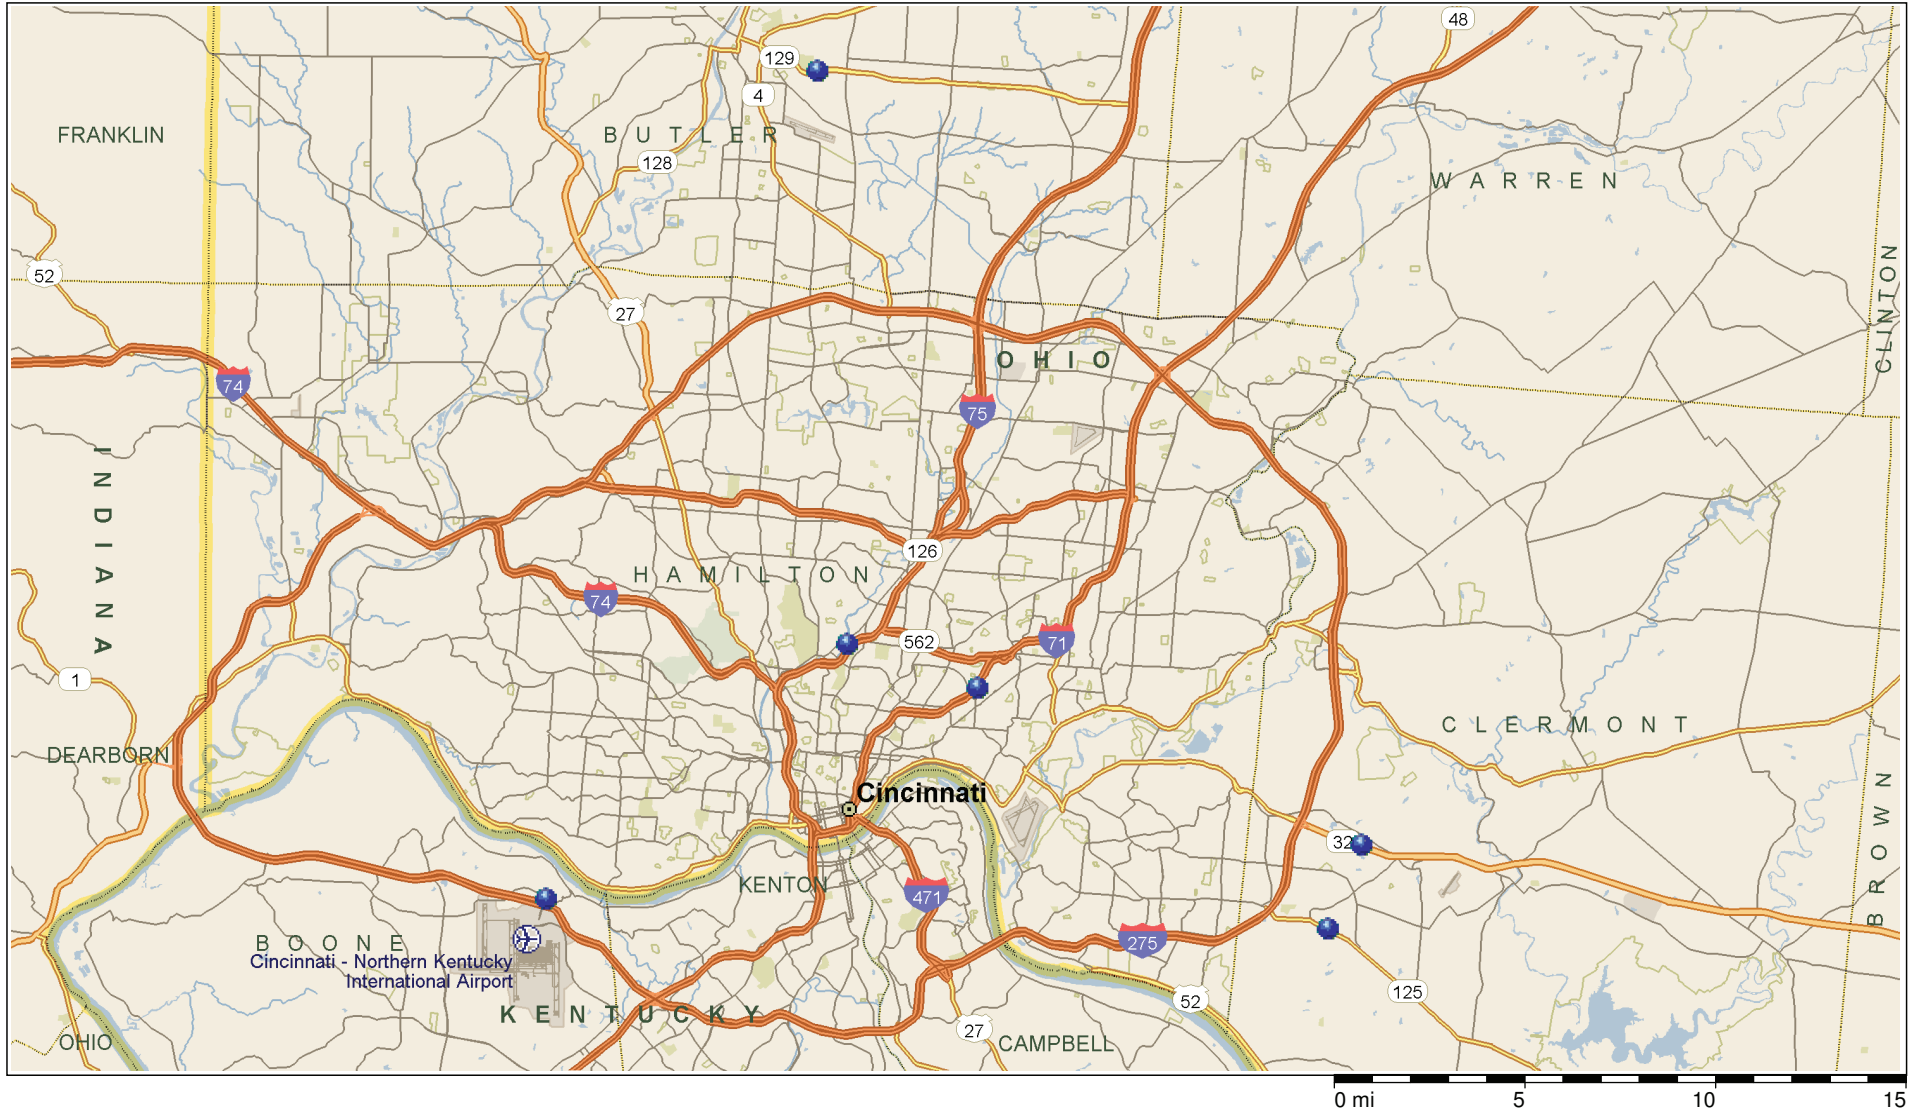 48
129
4
FRANKLIN
BUTLER
128
WARREN
52
CLINTON
27
OHIO
74
75
INDIANA
126
HAMILTON
74
562
71
1
CLERMONT
DEARBORN
Cincinnati
BROWN
32
KENTON
471
BOONE
275
Cincinnati - Northern Kentucky
International Airport
125
52
KENTUCKY
27
OHIO
CAMPBELL
0 mi 5 10 15